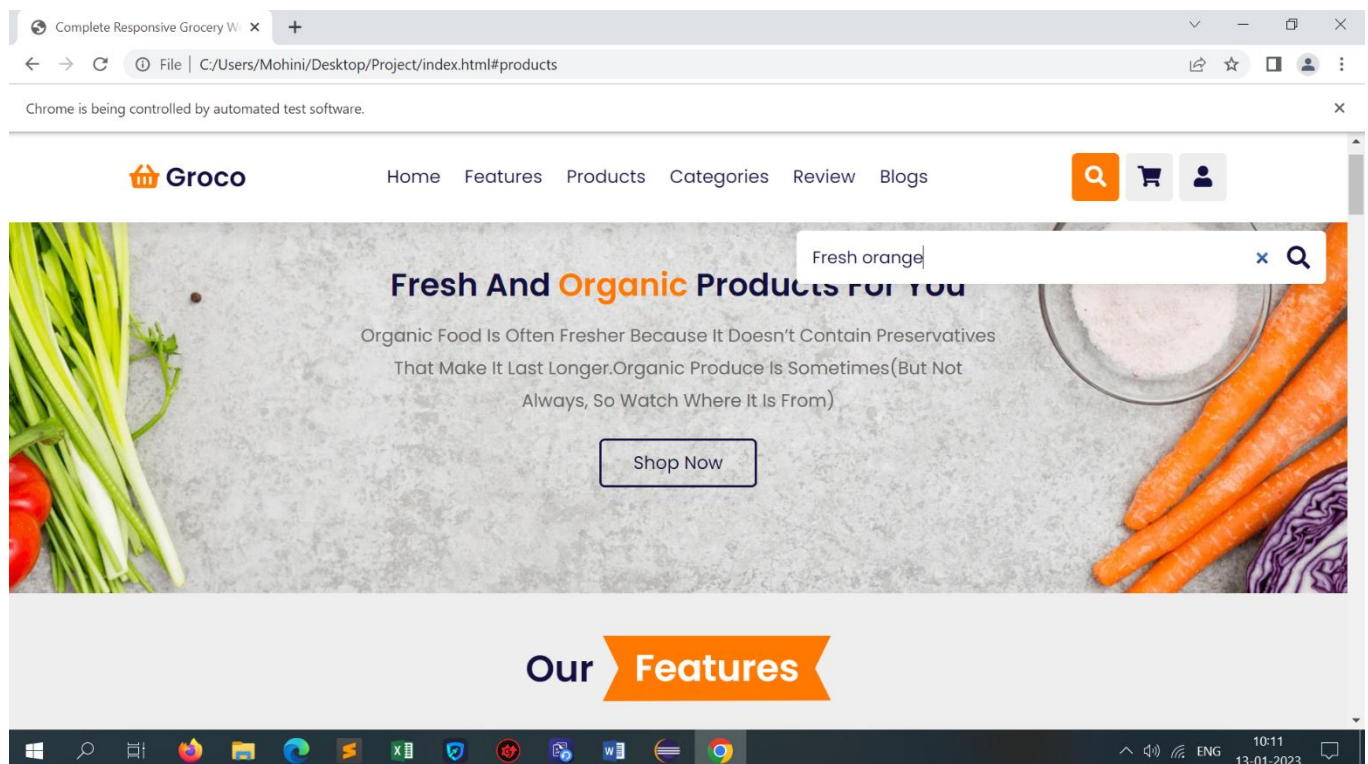 Complete Responsive Grocery W
File | C:/Users/Mohini/Desktop/Project/index.html#products
Chrome is being controlled by automated test software.
Groco Home Features Products Categories Review Blogs
Fresh orange
Fresh And Organic Products For You
Organic Food Is Often Fresher Because It Doesn't Contain Preservatives
That Make It Last Longer.Organic Produce Is Sometimes(But Not
Always, So Watch Where It Is From)
Shop Now
Our Features
ENG 10:11
13-01-2023